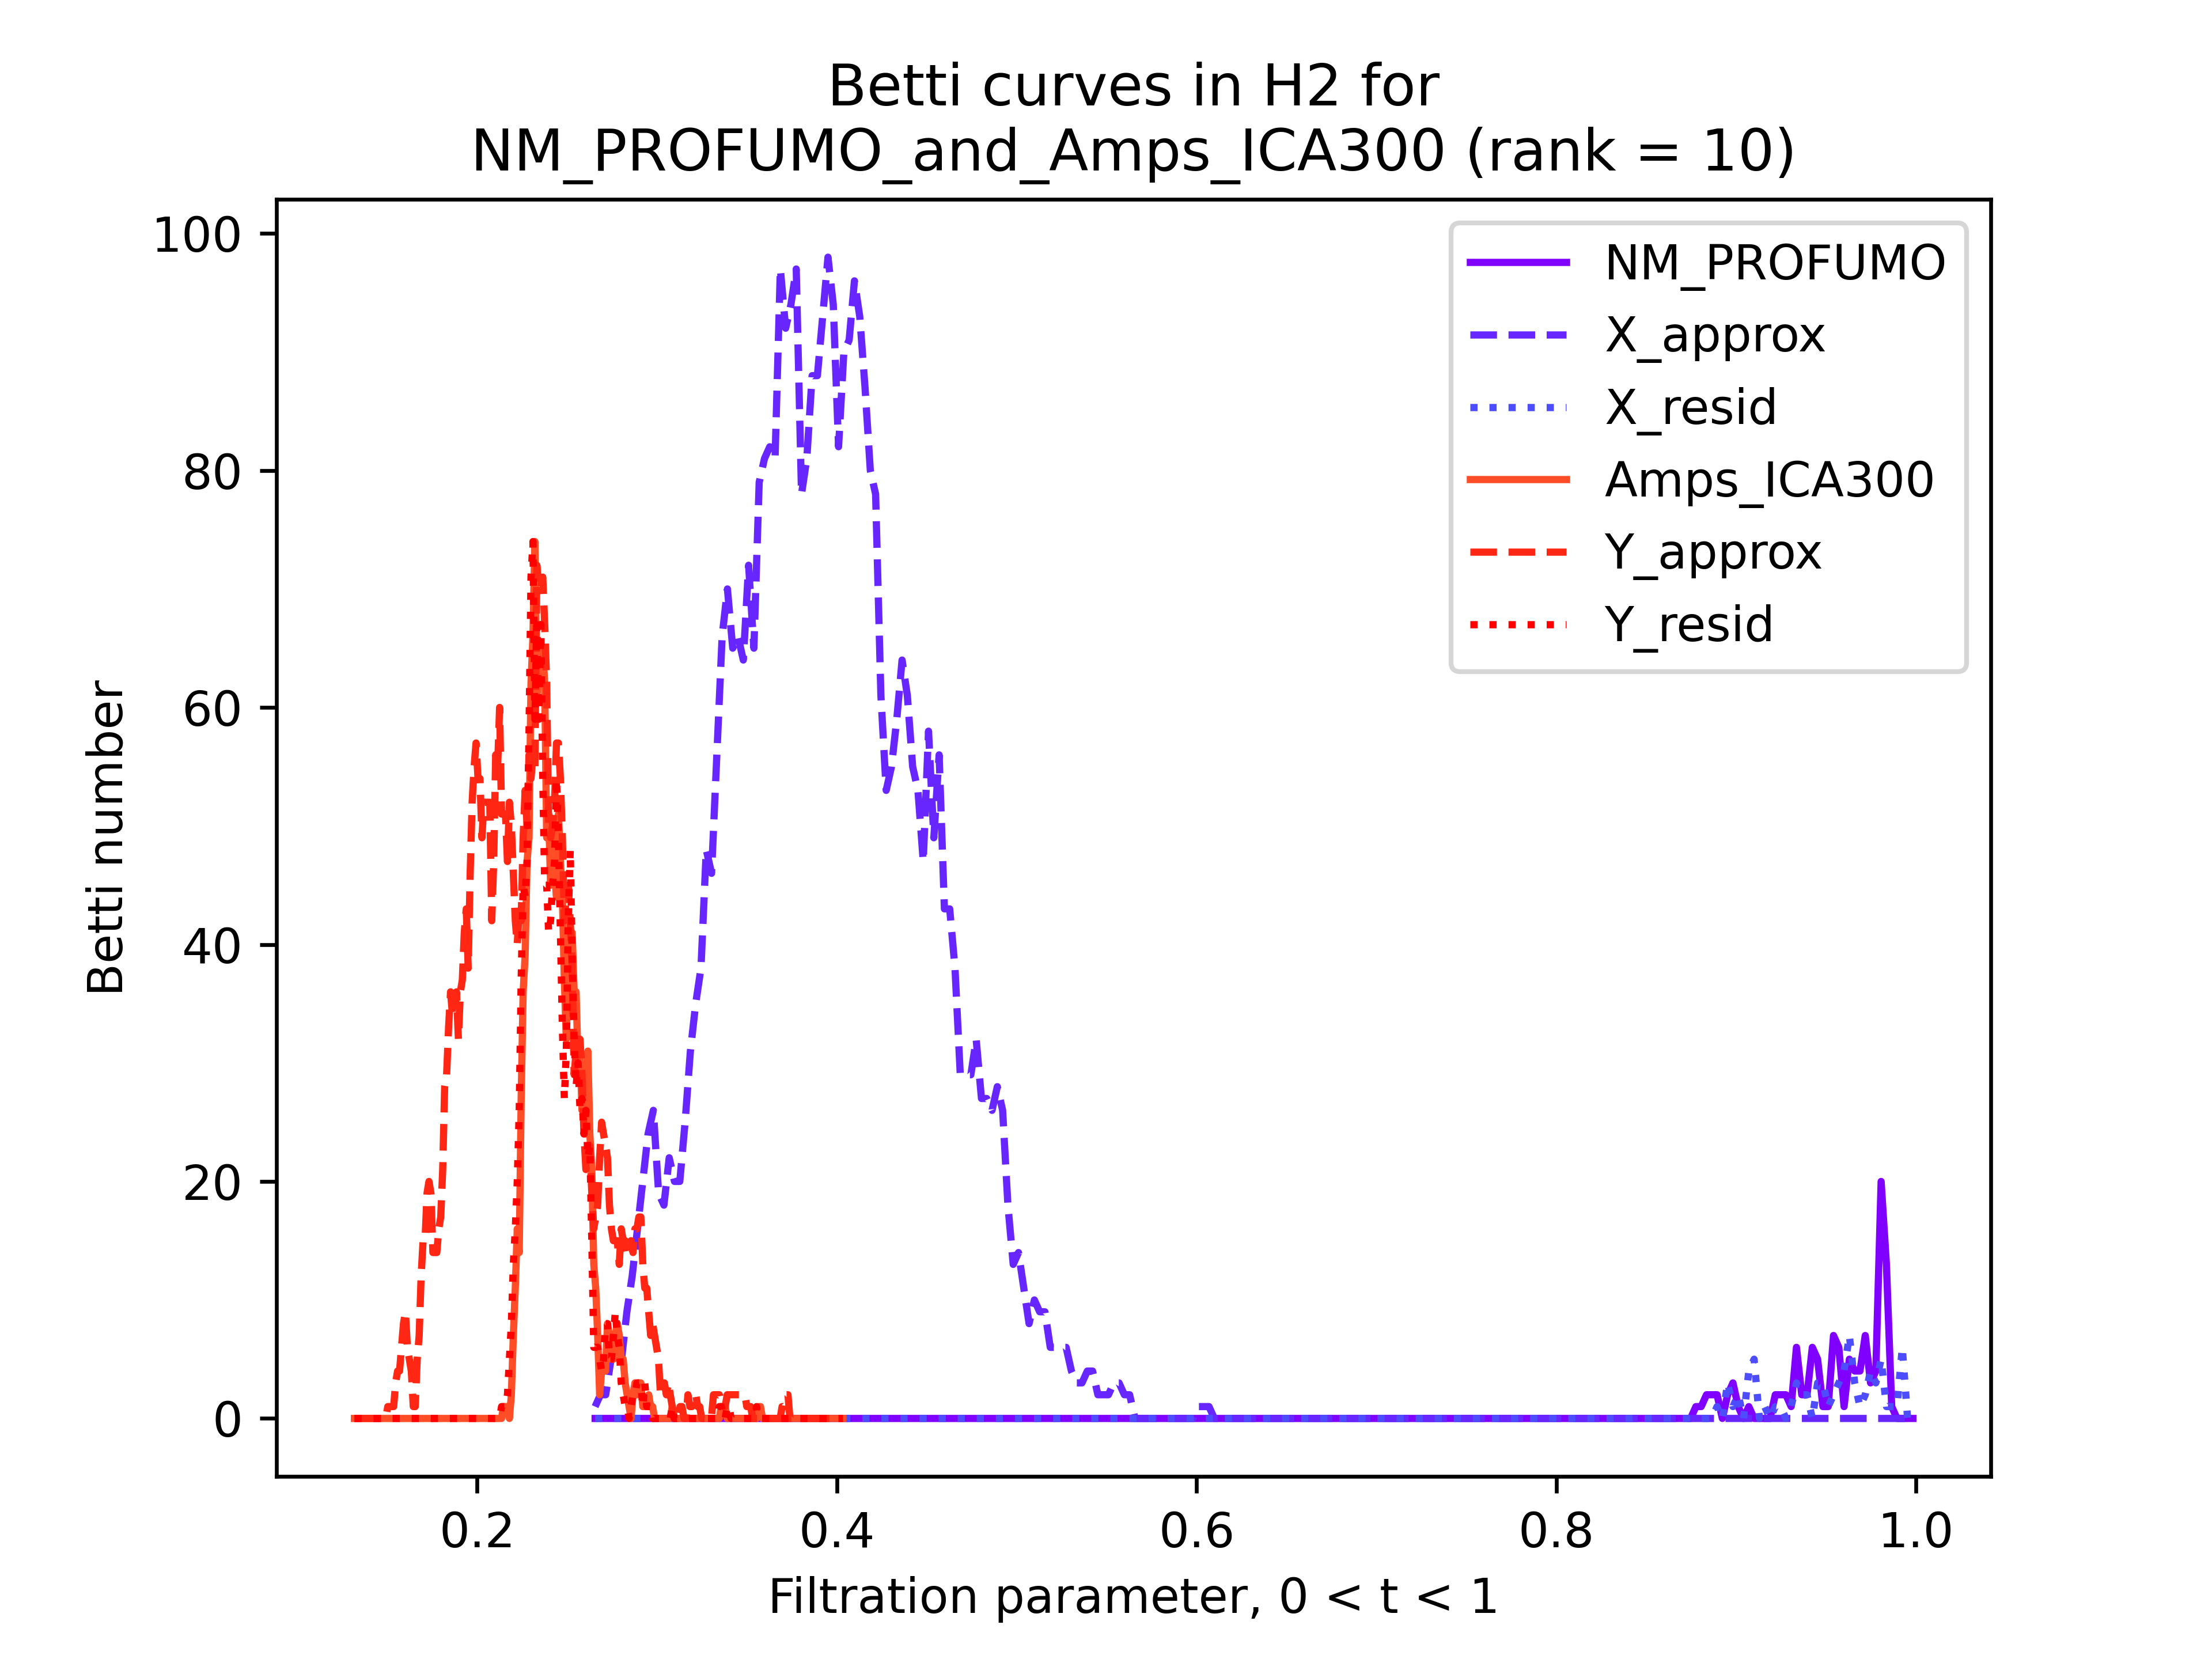 Betti curves in H2 for
NM_PROFUMO_and_Amps_ICA300 (rank = 10)
100
80
60
40
20
0
Betti number
NM_PROFUMO
X_approx
X_resid
Amps_ICA300
Y_approx
Y_resid
0.2 0.4 0.6 0.8 1.0
Filtration parameter, 0 < t < 1